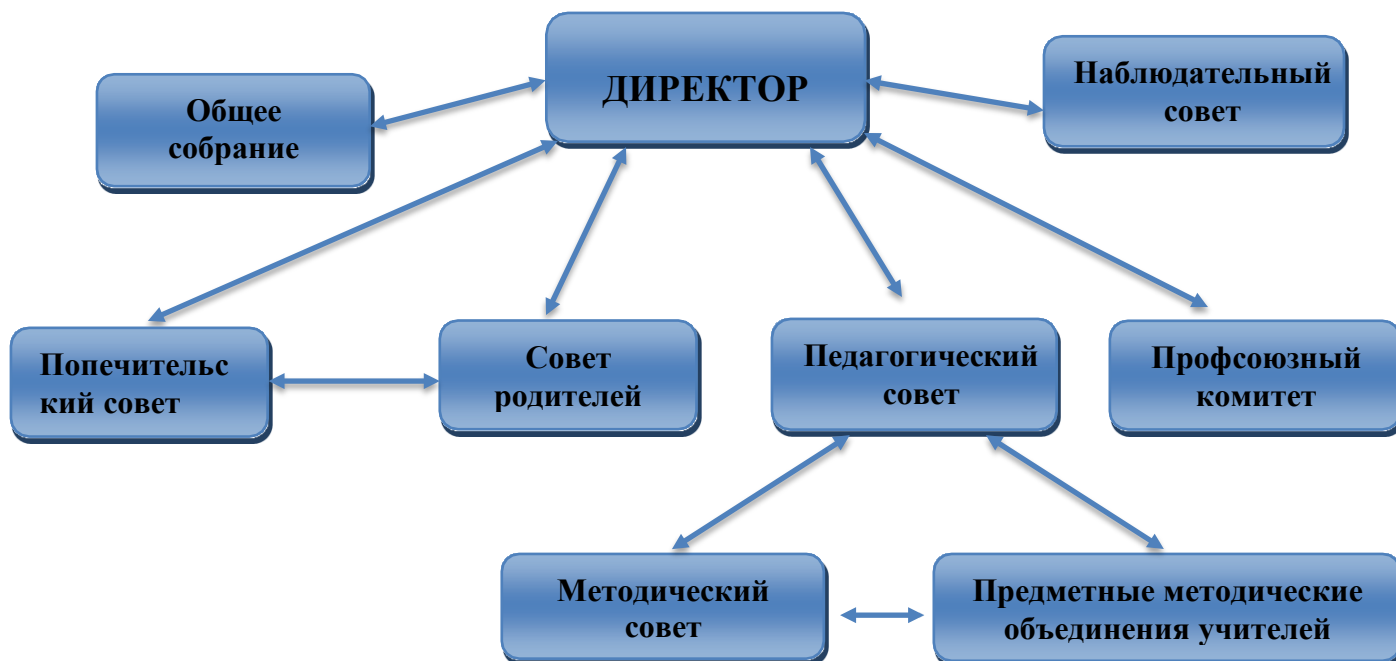 ДИРЕКТОР
Общее
собрание
Наблюдательный
совет
Попечительс
кий совет
Совет
родителей
Педагогический
совет
Профсоюзный
комитет
Методический
совет
Предметные методические
объединения учителей